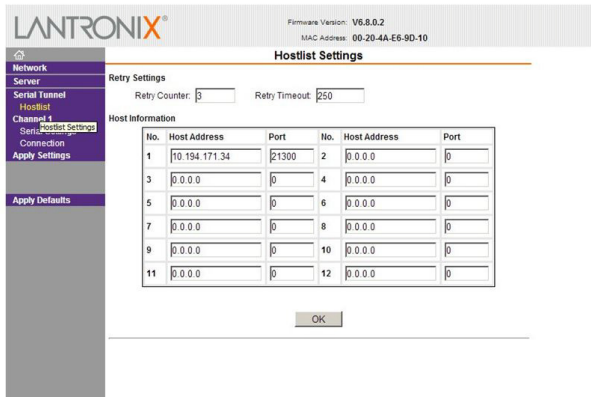 LANTRONIX®
Firmware Version: V6.8.0.2
MAC Address: 00-20-4A-E6-9D-10
Network
Server
Serial Tunnel
Hostlist
Channel 1
Hostlist Settings
Connection
Apply Settings
Apply Defaults
Hostlist Settings
Retry Settings
Retry Counter: 3 Retry Timeout: 250
Host Information
No. Host Address Port No. Host Address Port
1 10.194.171.34 21300 2 0.0.0.0 0
3 0.0.0.0 0 4 0.0.0.0 0
5 0.0.0.0 0 6 0.0.0.0 0
7 0.0.0.0 0 8 0.0.0.0 0
9 0.0.0.0 0 10 0.0.0.0 0
11 0.0.0.0 0 12 0.0.0.0 0
OK